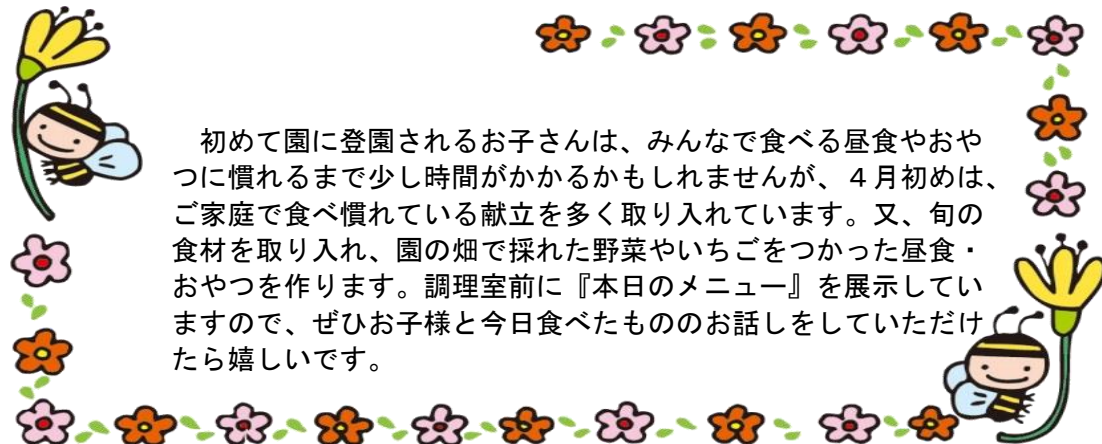 初めて園に登園されるお子さんは、みんなで食べる昼食やおや
つに慣れるまで少し時間がかかるかもしれませんが、４月初めは、
ご家庭で食べ慣れている献立を多く取り入れています。又、旬の
食材を取り入れ、園の畑で採れた野菜やいちごをつかった昼食・
おやつを作ります。調理室前に『本日のメニュー』を展示してい
ますので、ぜひお子様と今日食べたもののお話しをしていただけ
たら嬉しいです。